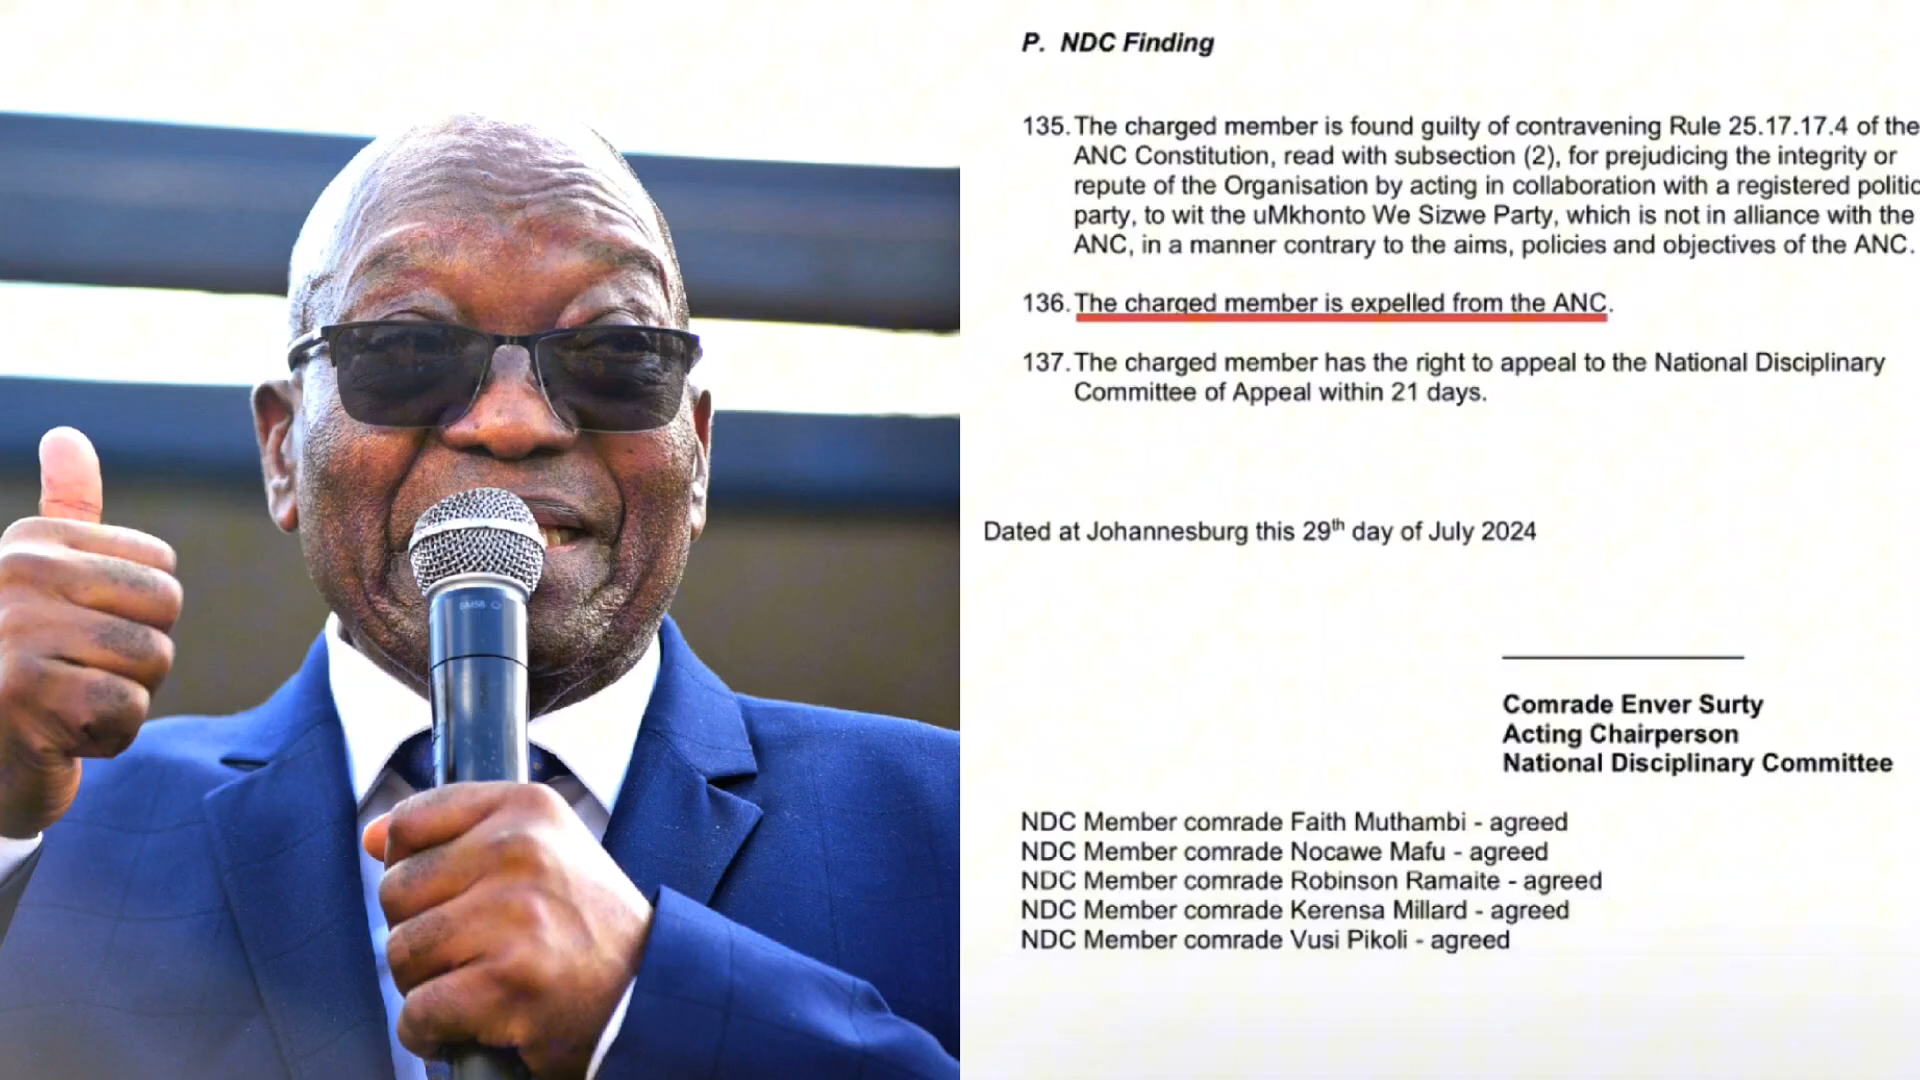 P. NDC Finding
135. The charged member is found guilty of contravening Rule 25.17.17.4 of the
ANC Constitution, read with subsection (2), for prejudicing the integrity or
repute of the Organisation by acting in collaboration with a registered politic
party, to wit the uMkhonto We Sizwe Party, which is not in alliance with the
ANC, in a manner contrary to the aims, policies and objectives of the ANC.
136. The charged member is expelled from the ANC.
137. The charged member has the right to appeal to the National Disciplinary
Committee of Appeal within 21 days.
Dated at Johannesburg this 29th day of July 2024
Comrade Enver Surty
Acting Chairperson
National Disciplinary Committee
NDC Member comrade Faith Muthambi - agreed
NDC Member comrade Nocawe Mafu - agreed
NDC Member comrade Robinson Ramaite - agreed
NDC Member comrade Kerensa Millard - agreed
NDC Member comrade Vusi Pikoli - agreed
SM58